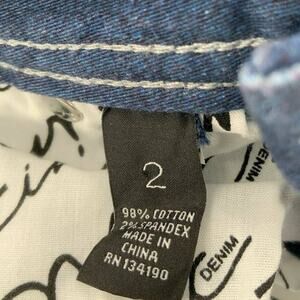 2
98% COTTON
2% SPANDEX
MADE IN
CHINA
RN 134190
DENIM
DENIM